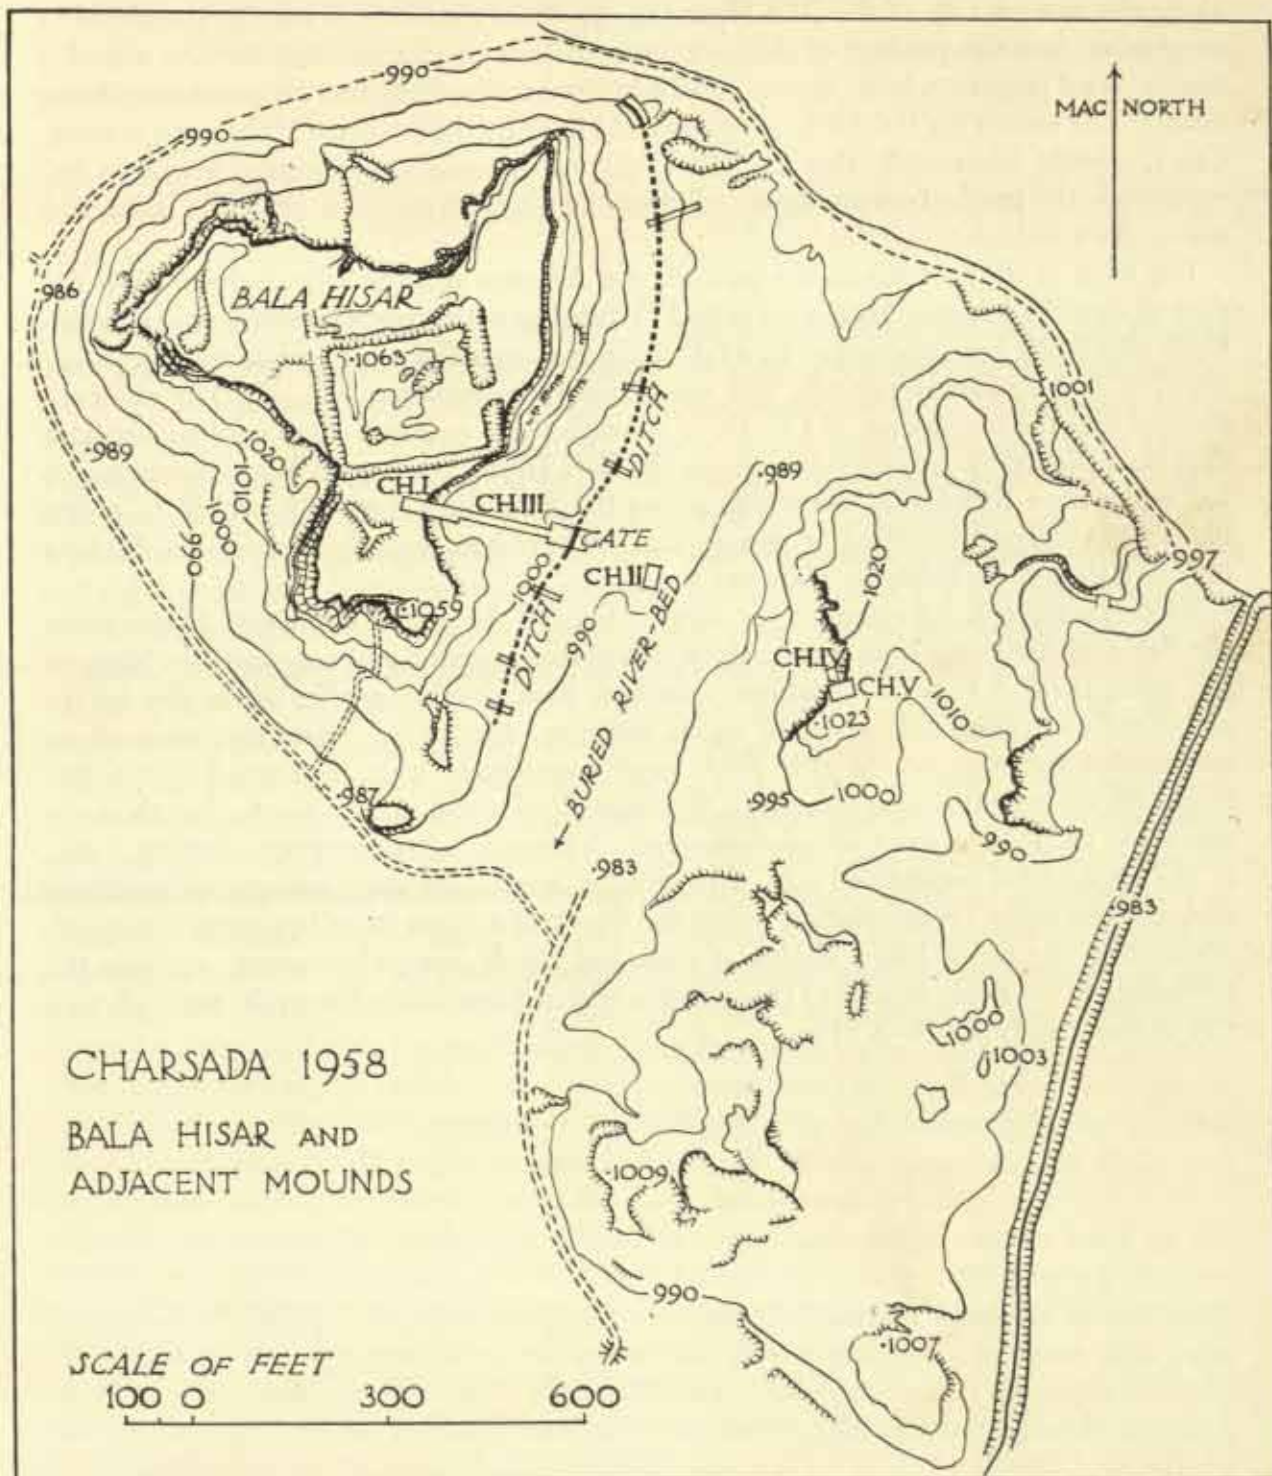 ·990
MAG NORTH
·990
·986
BALA HISAR
·1063
·1001
·989
1020
1010
1000
990
CH.I
CH.III
DITCH
·989
GATE
CH.II
997
1020
·1059
1000
DITCH
990
BURIED RIVER-BED
CH.IV
CH.V
·1023
1010
·987
·995
1000
990
·983
·983
1000
·1003
CHARSADA 1958
BALA HISAR AND
ADJACENT MOUNDS
·1009
990
·1007
SCALE OF FEET
100 0 300 600